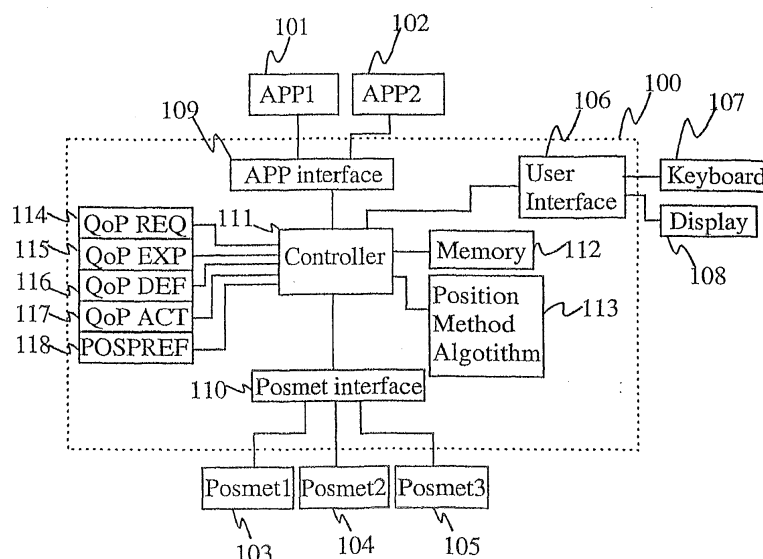 101
102
106
100
107
APP1
APP2
109
User
Interface
Keyboard
APP interface
114
QoP REQ
111
Display
115
QoP EXP
Controller
Memory
112
108
116
QoP DEF
Position
Method
Algotithm
113
117
QoP ACT
118
POSPREF
110
Posmet interface
Posmet1
Posmet2
Posmet3
103
104
105